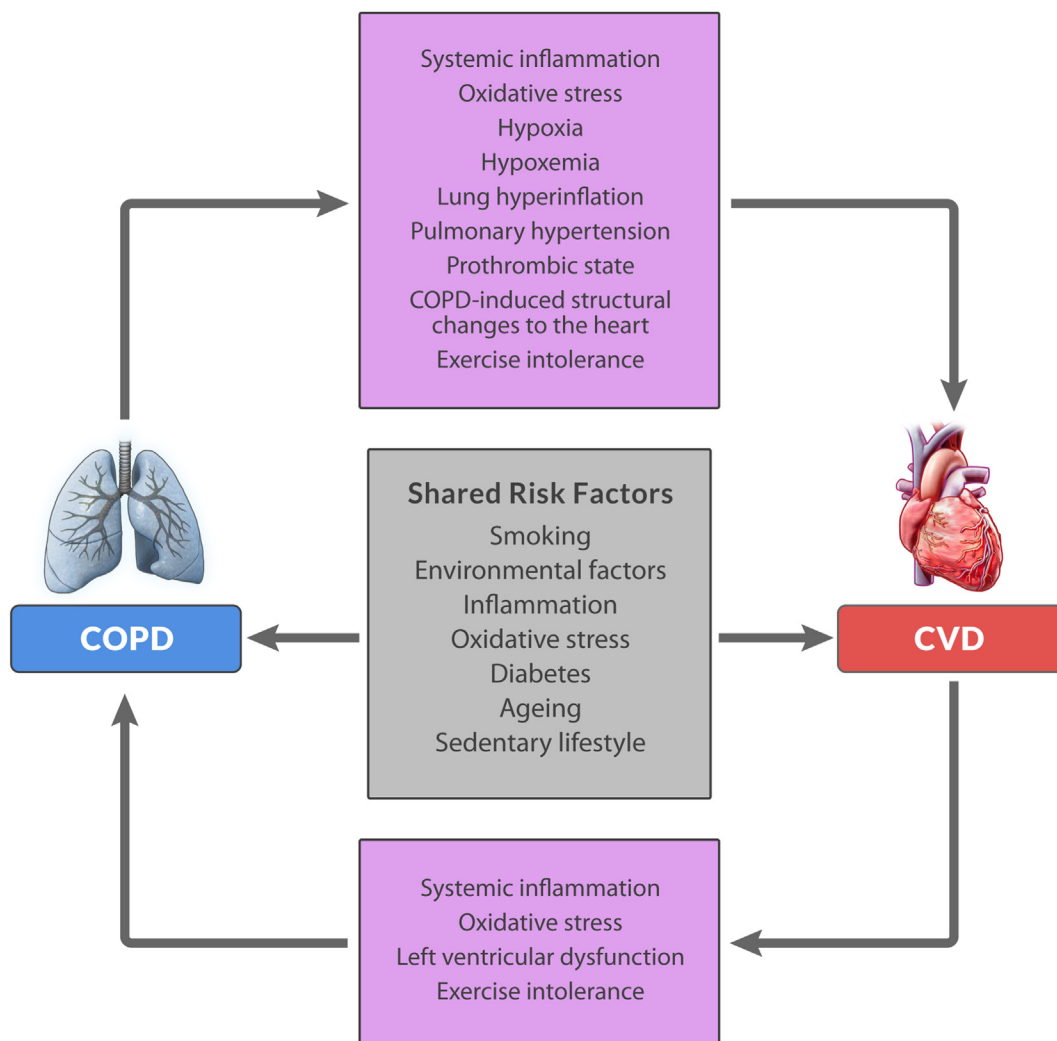 Systemic inflammation
Oxidative stress
Hypoxia
Hypoxemia
Lung hyperinflation
Pulmonary hypertension
Prothrombic state
COPD-induced structural
changes to the heart
Exercise intolerance
Shared Risk Factors
Smoking
Environmental factors
Inflammation
Oxidative stress
Diabetes
Ageing
Sedentary lifestyle
COPD
CVD
Systemic inflammation
Oxidative stress
Left ventricular dysfunction
Exercise intolerance